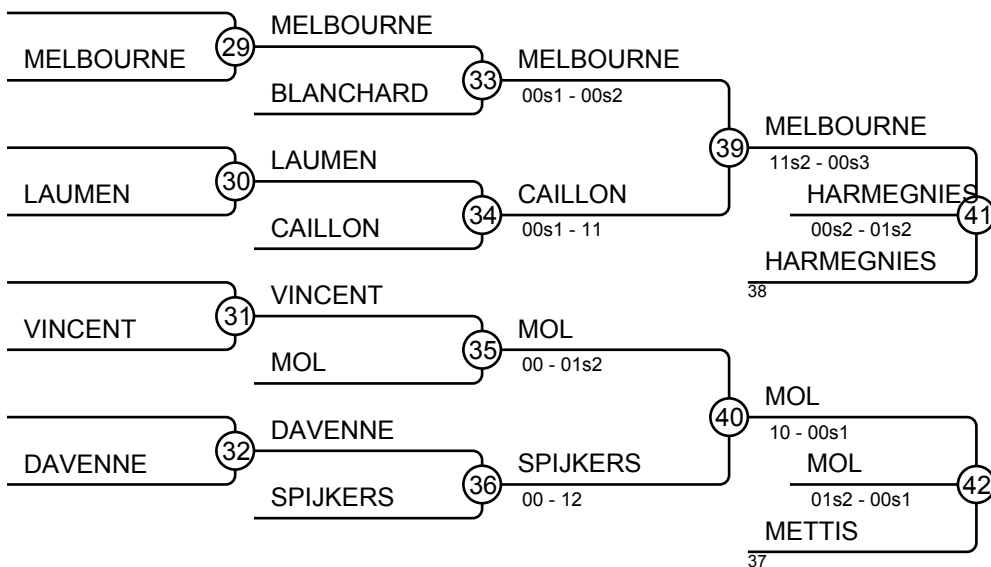 MELBOURNE
29
MELBOURNE
BLANCHARD
33
MELBOURNE
00s1 - 00s2
LAUMEN
30
LAUMEN
CAILLON
34
CAILLON
00s1 - 11
39
MELBOURNE
11s2 - 00s3
HARMEGNIES
00s2 - 01s2
41
HARMEGNIES
38
VINCENT
31
VINCENT
MOL
35
MOL
00 - 01s2
DAVENNE
32
DAVENNE
SPIJKERS
36
SPIJKERS
00 - 12
40
MOL
10 - 00s1
MOL
01s2 - 00s1
42
METTIS
37